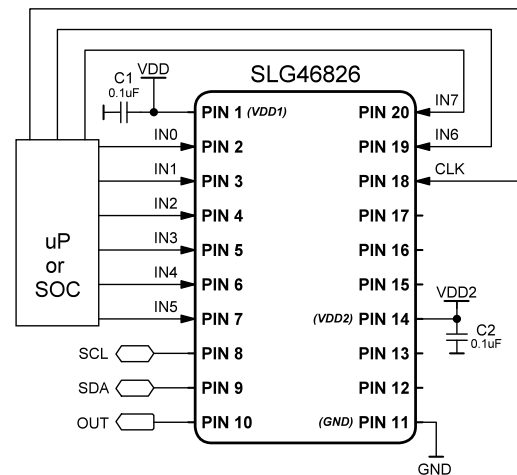 SLG46826
C1
0.1uF
VDD
PIN 1 (VDD1)
PIN 20
IN7
IN0
PIN 2
PIN 19
IN6
IN1
PIN 3
PIN 18
CLK
IN2
PIN 4
PIN 17
uP
or
SOC
IN3
PIN 5
PIN 16
IN4
PIN 6
PIN 15
VDD2
IN5
PIN 7
(VDD2) PIN 14
C2
0.1uF
SCL
PIN 8
PIN 13
SDA
PIN 9
PIN 12
OUT
PIN 10
(GND) PIN 11
GND